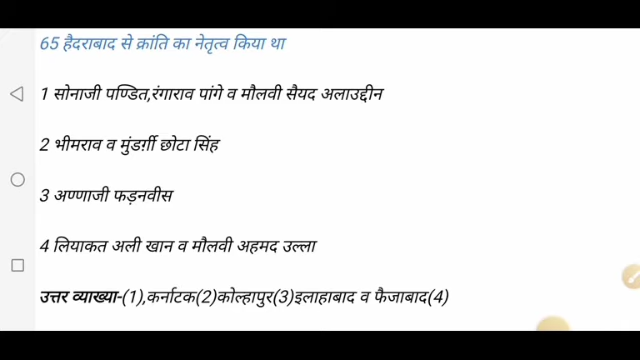 65 हैदराबाद से क्रांति का नेतृत्व किया था
1 सोनाजी पण्डित,रंगाराव पांगे व मौलवी सैयद अलाउद्दीन
2 भीमराव व मुंडर्ग़ी छोटा सिंह
3 अण्णाजी फड़नवीस
4 लियाकत अली खान व मौलवी अहमद उल्ला
उत्तर व्याख्या-(1),कर्नाटक(2)कोल्हापुर(3)इलाहाबाद व फैजाबाद(4)